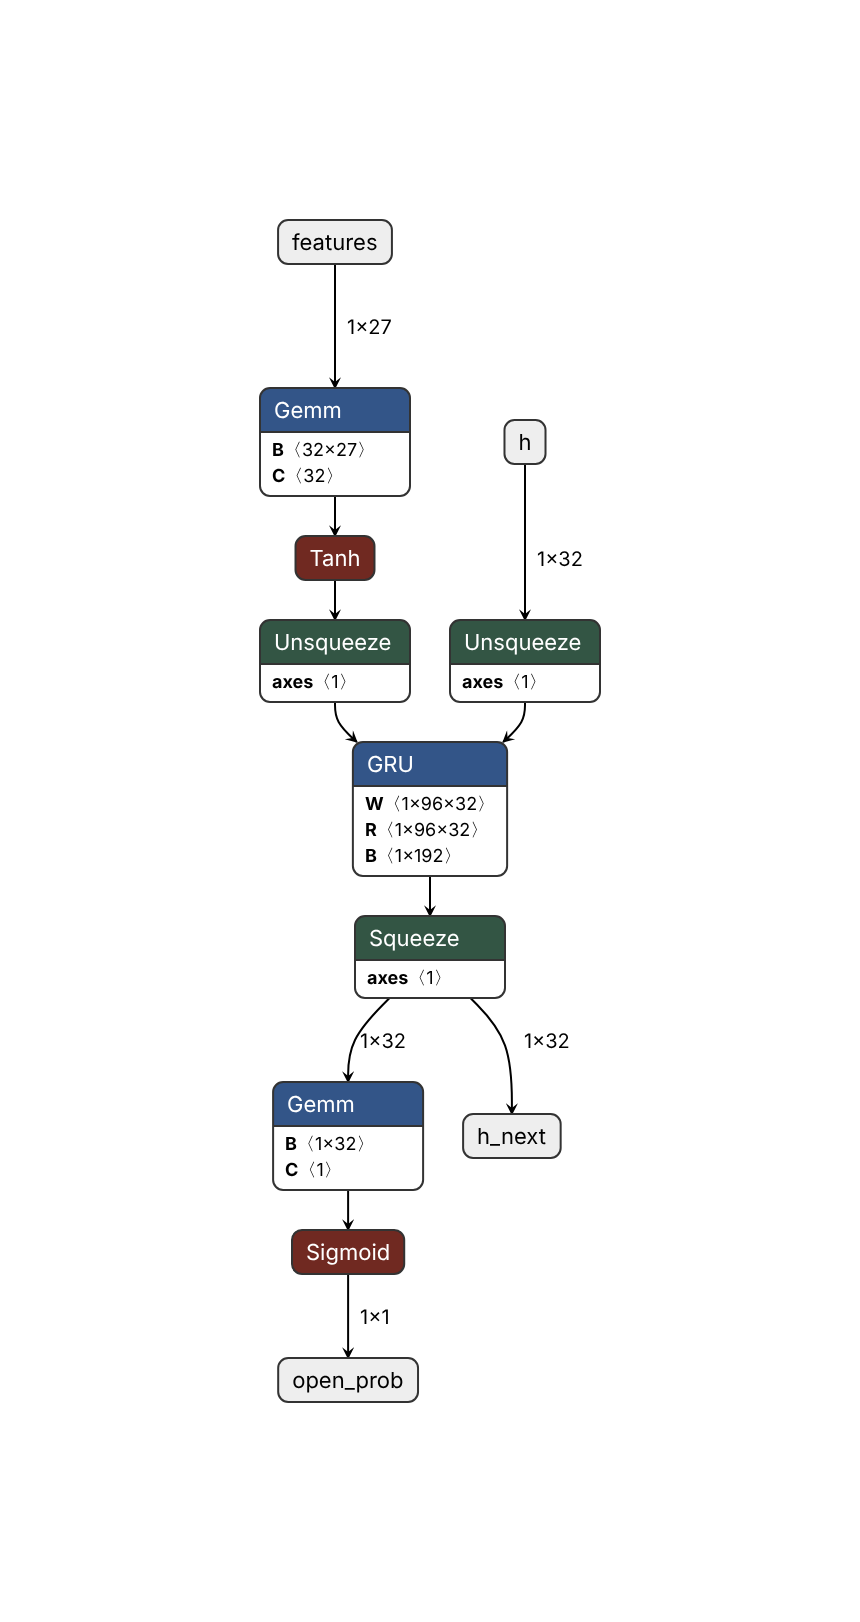 features
1×27
Gemm
B 〈32×27〉
C 〈32〉
h
1×32
Tanh
Unsqueeze
axes 〈1〉
Unsqueeze
axes 〈1〉
GRU
W 〈1×96×32〉
R 〈1×96×32〉
B 〈1×192〉
Squeeze
axes 〈1〉
1×32
1×32
Gemm
B 〈1×32〉
C 〈1〉
h_next
Sigmoid
1×1
open_prob